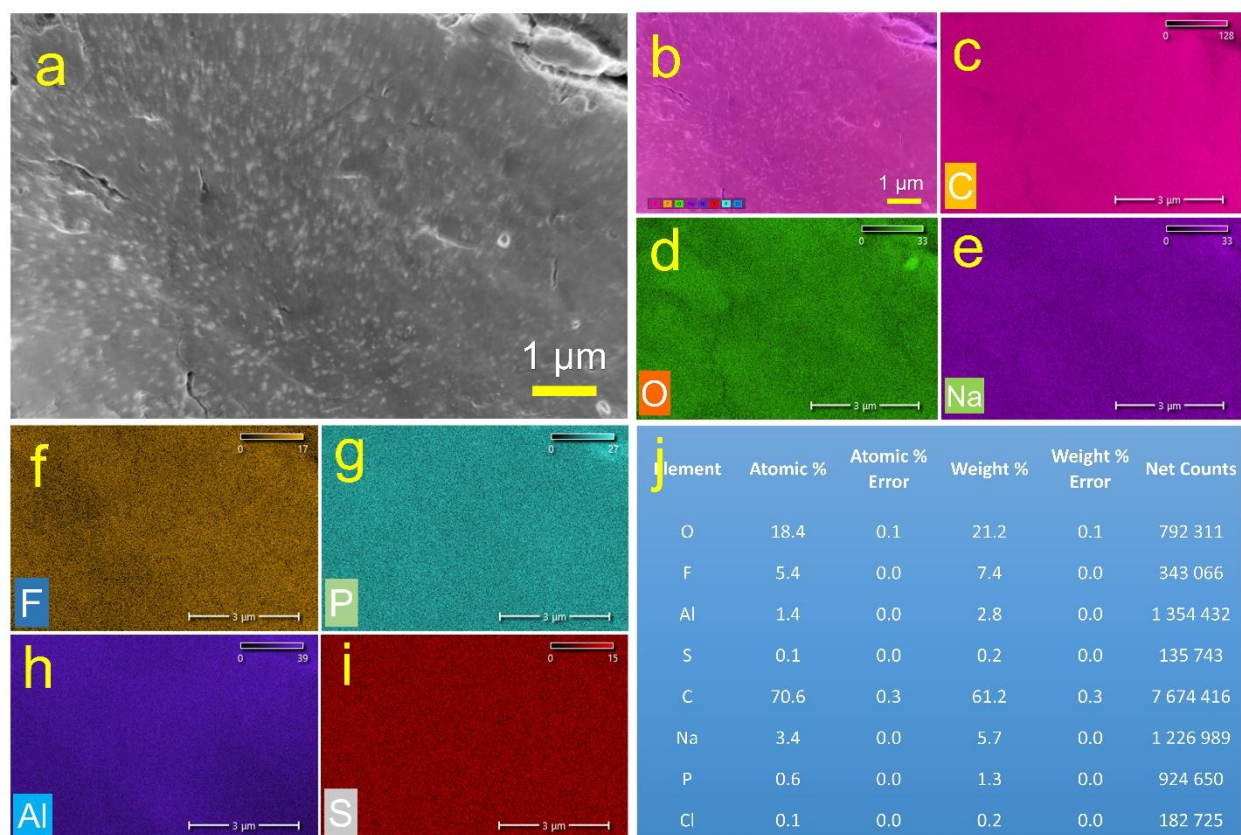 a
1 µm
b
1 µm
c
0 128
C
3 µm
d
0 33
O
3 µm
e
0 33
Na
3 µm
f
0 17
F
3 µm
g
0 27
P
3 µm
h
0 39
Al
3 µm
i
0 15
S
3 µm
j
Element Atomic % Atomic % Error Weight % Weight % Error Net Counts
O 18.4 0.1 21.2 0.1 792 311
F 5.4 0.0 7.4 0.0 343 066
Al 1.4 0.0 2.8 0.0 1 354 432
S 0.1 0.0 0.2 0.0 135 743
C 70.6 0.3 61.2 0.3 7 674 416
Na 3.4 0.0 5.7 0.0 1 226 989
P 0.6 0.0 1.3 0.0 924 650
Cl 0.1 0.0 0.2 0.0 182 725